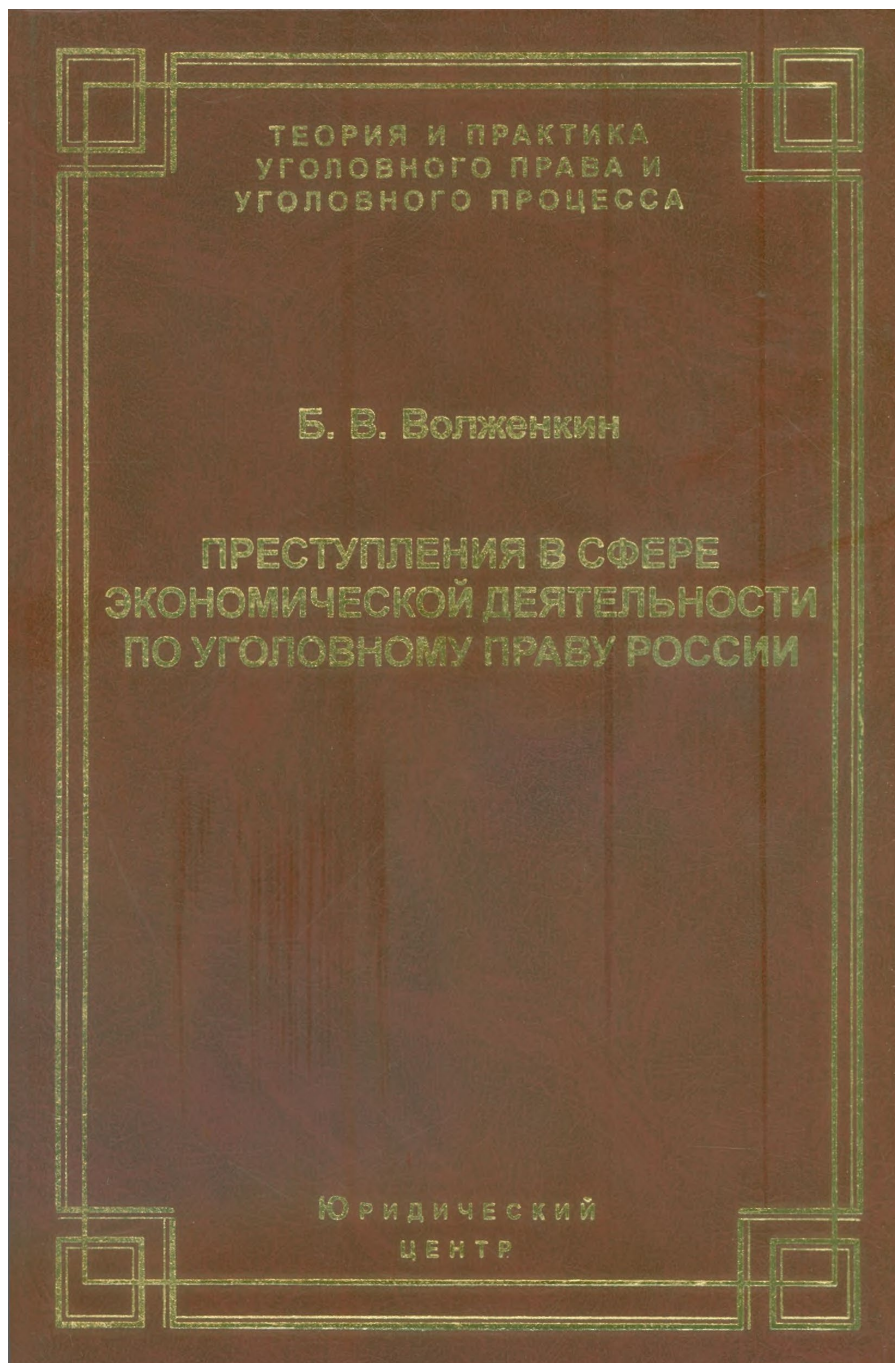 ТЕОРИЯ И ПРАКТИКА
УГОЛОВНОГО ПРАВА И
УГОЛОВНОГО ПРОЦЕССА
Б. В. Волженкин
ПРЕСТУПЛЕНИЯ В СФЕРЕ
ЭКОНОМИЧЕСКОЙ ДЕЯТЕЛЬНОСТИ
ПО УГОЛОВНОМУ ПРАВУ РОССИИ
ЮРИДИЧЕСКИЙ
ЦЕНТР